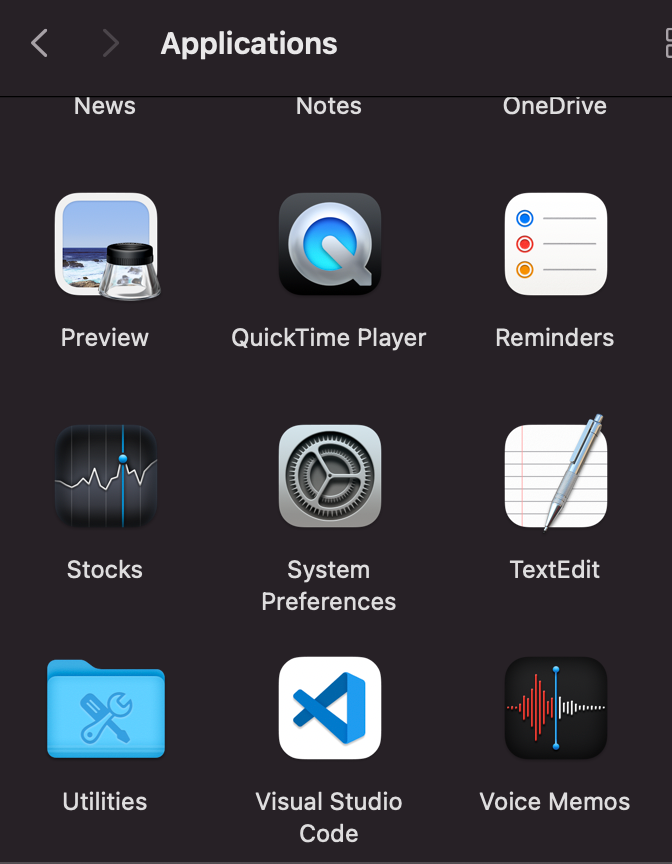 Applications
News
Notes
OneDrive
Preview
QuickTime Player
Reminders
Stocks
System
Preferences
TextEdit
Utilities
Visual Studio
Code
Voice Memos